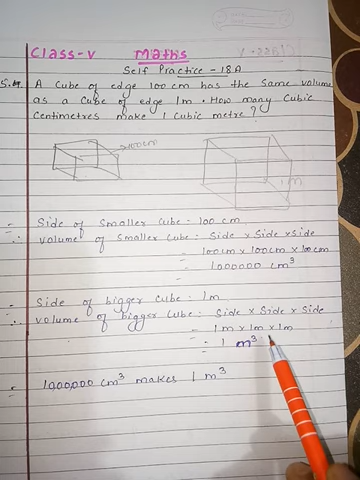 Class-V Maths
Self Practice - 18A
A Cube of edge 100 cm has the same volume
as a Cube of edge 1m. How many Cubic
Centimetres make 1 Cubic metre?
100cm
1m
Side of Smaller Cube = 100 cm
∴ Volume of Smaller Cube = Side × Side × Side
= 100cm × 100cm × 100cm
= 1000000 cm³
Side of Bigger Cube = 1m
∴ Volume of Bigger Cube = Side × Side × Side
= 1m × 1m × 1m
= 1 m³
1000000 cm³ makes 1 m³